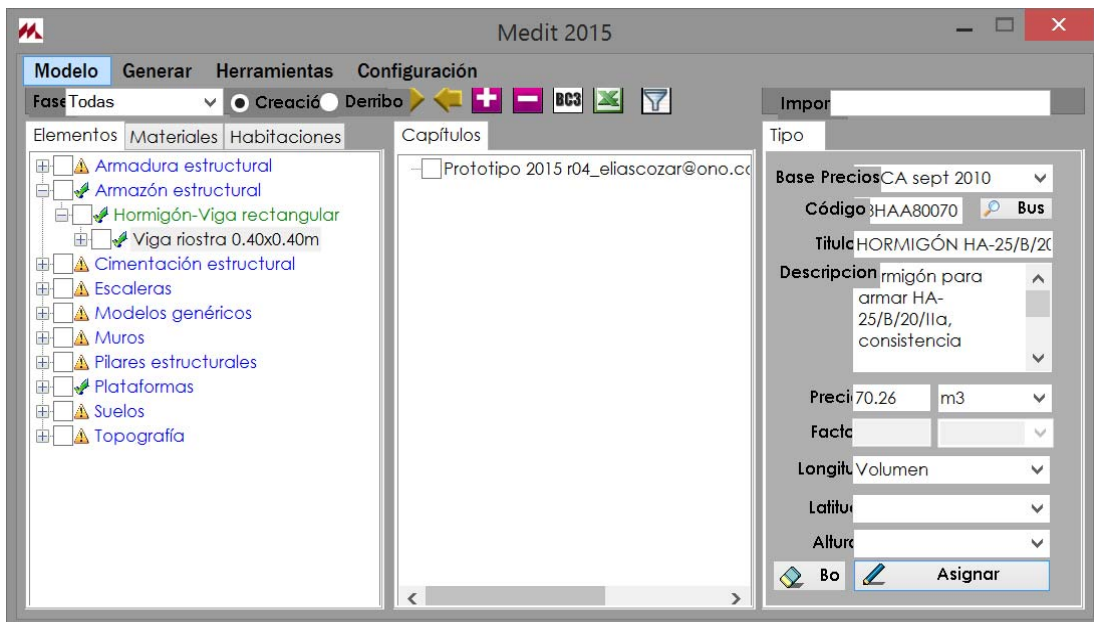 Medit 2015
Modelo Generar Herramientas Configuración
Fase Todas Creació Derribo BC3 Impor
Elementos Materiales Habitaciones
Armadura estructural
Armazón estructural
Hormigón-Viga rectangular
Viga riostra 0.40x0.40m
Cimentación estructural
Escaleras
Modelos genéricos
Muros
Pilares estructurales
Plataformas
Suelos
Topografía
Capítulos
Prototipo 2015 r04_eliascozar@ono.cc
Tipo
Base Precios CA sept 2010
Código 3HAA80070 Bus
Titulo HORMIGÓN HA-25/B/20
Descripcion rmigón para
armar HA-
25/B/20/IIa,
consistencia
Preci 70.26 m3
Facto
Longitu Volumen
Latitu
Altura
Bo Asignar